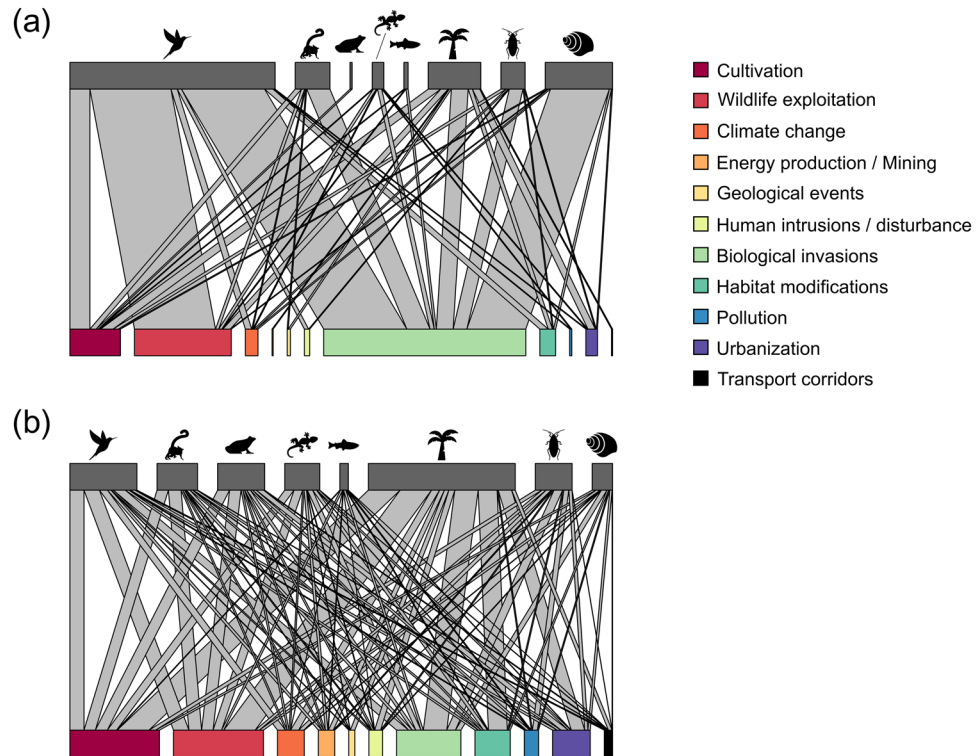 (a)
Cultivation
Wildlife exploitation
Climate change
Energy production / Mining
Geological events
Human intrusions / disturbance
Biological invasions
Habitat modifications
Pollution
Urbanization
Transport corridors
(b)